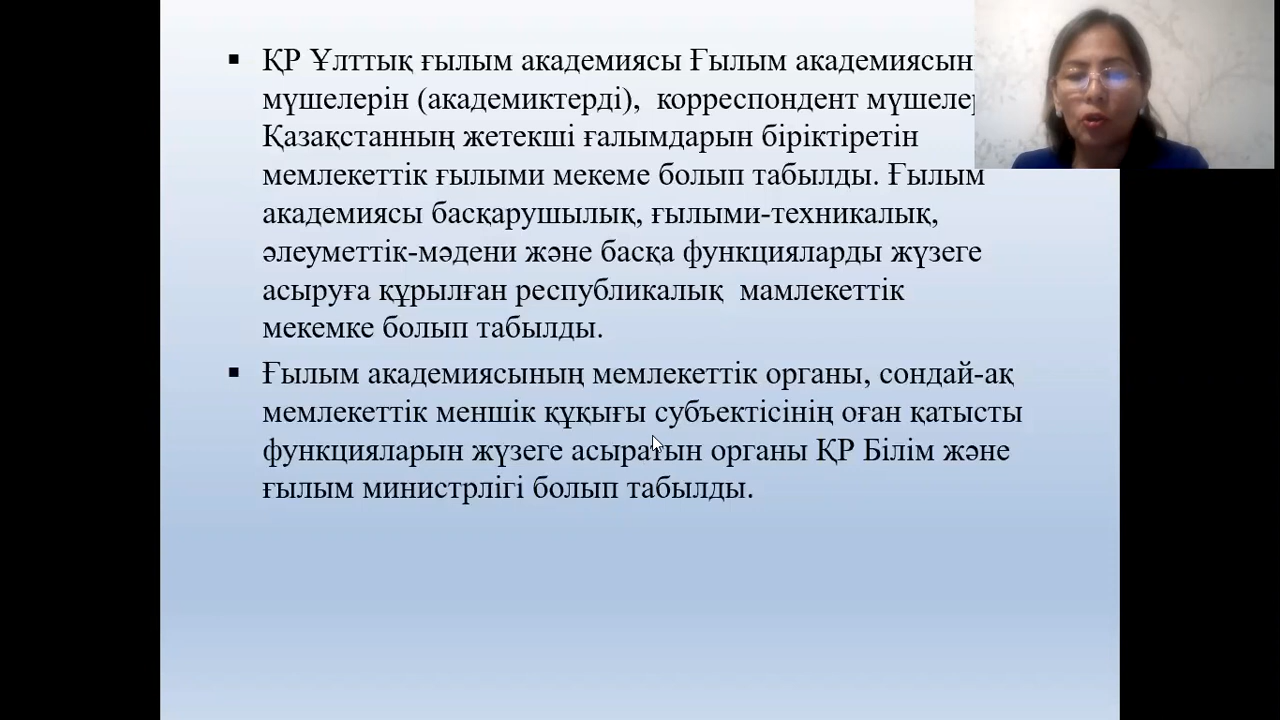 ҚР Ұлттық ғылым академиясы Ғылым
мүшелерін (академиктерді), корреспондент
Қазақстанның жетекші ғалымдарын біріктіретін
мемлекеттік ғылыми мекеме болып табылды. Ғылым
академиясы басқарушылық, ғылыми-техникалық,
әлеуметтік-мәдени және басқа функцияларды жүзеге
асыруға құрылған республикалық мамлекеттік
мекемке болып табылды.
Ғылым академиясының мемлекеттік органы, сондай-ақ
мемлекеттік меншік құқығы субъектісінің оған қатысты
функцияларын жүзеге асыратын органы ҚР Білім және
ғылым министрлігі болып табылды.